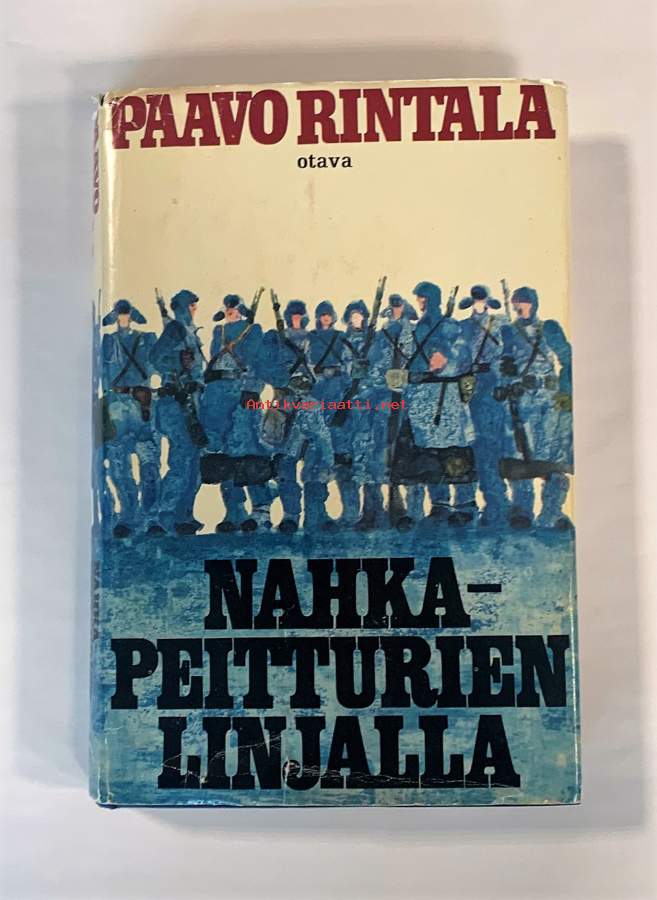 PAAVO RINTALA
otava
Antikvariaatti.net
NAHKA-
PEITTURIEN
LINJALLA